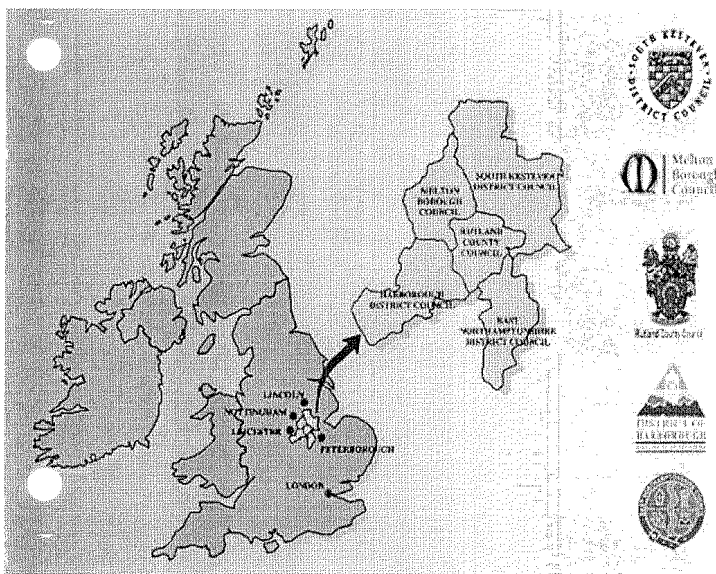 SOUTH KESTEVEN
DISTRICT COUNCIL
MELTON
BOROUGH
COUNCIL
RUTLAND
COUNTY
COUNCIL
HARBOROUGH
DISTRICT COUNCIL
EAST
NORTHAMPTONSHIRE
DISTRICT COUNCIL
LINCOLN
NOTTINGHAM
LEICESTER
PETERBOROUGH
LONDON
SOUTH KESTEVEN
DISTRICT COUNCIL
Melton
Borough
Council
Rutland County Council
DISTRICT OF
HARBOROUGH